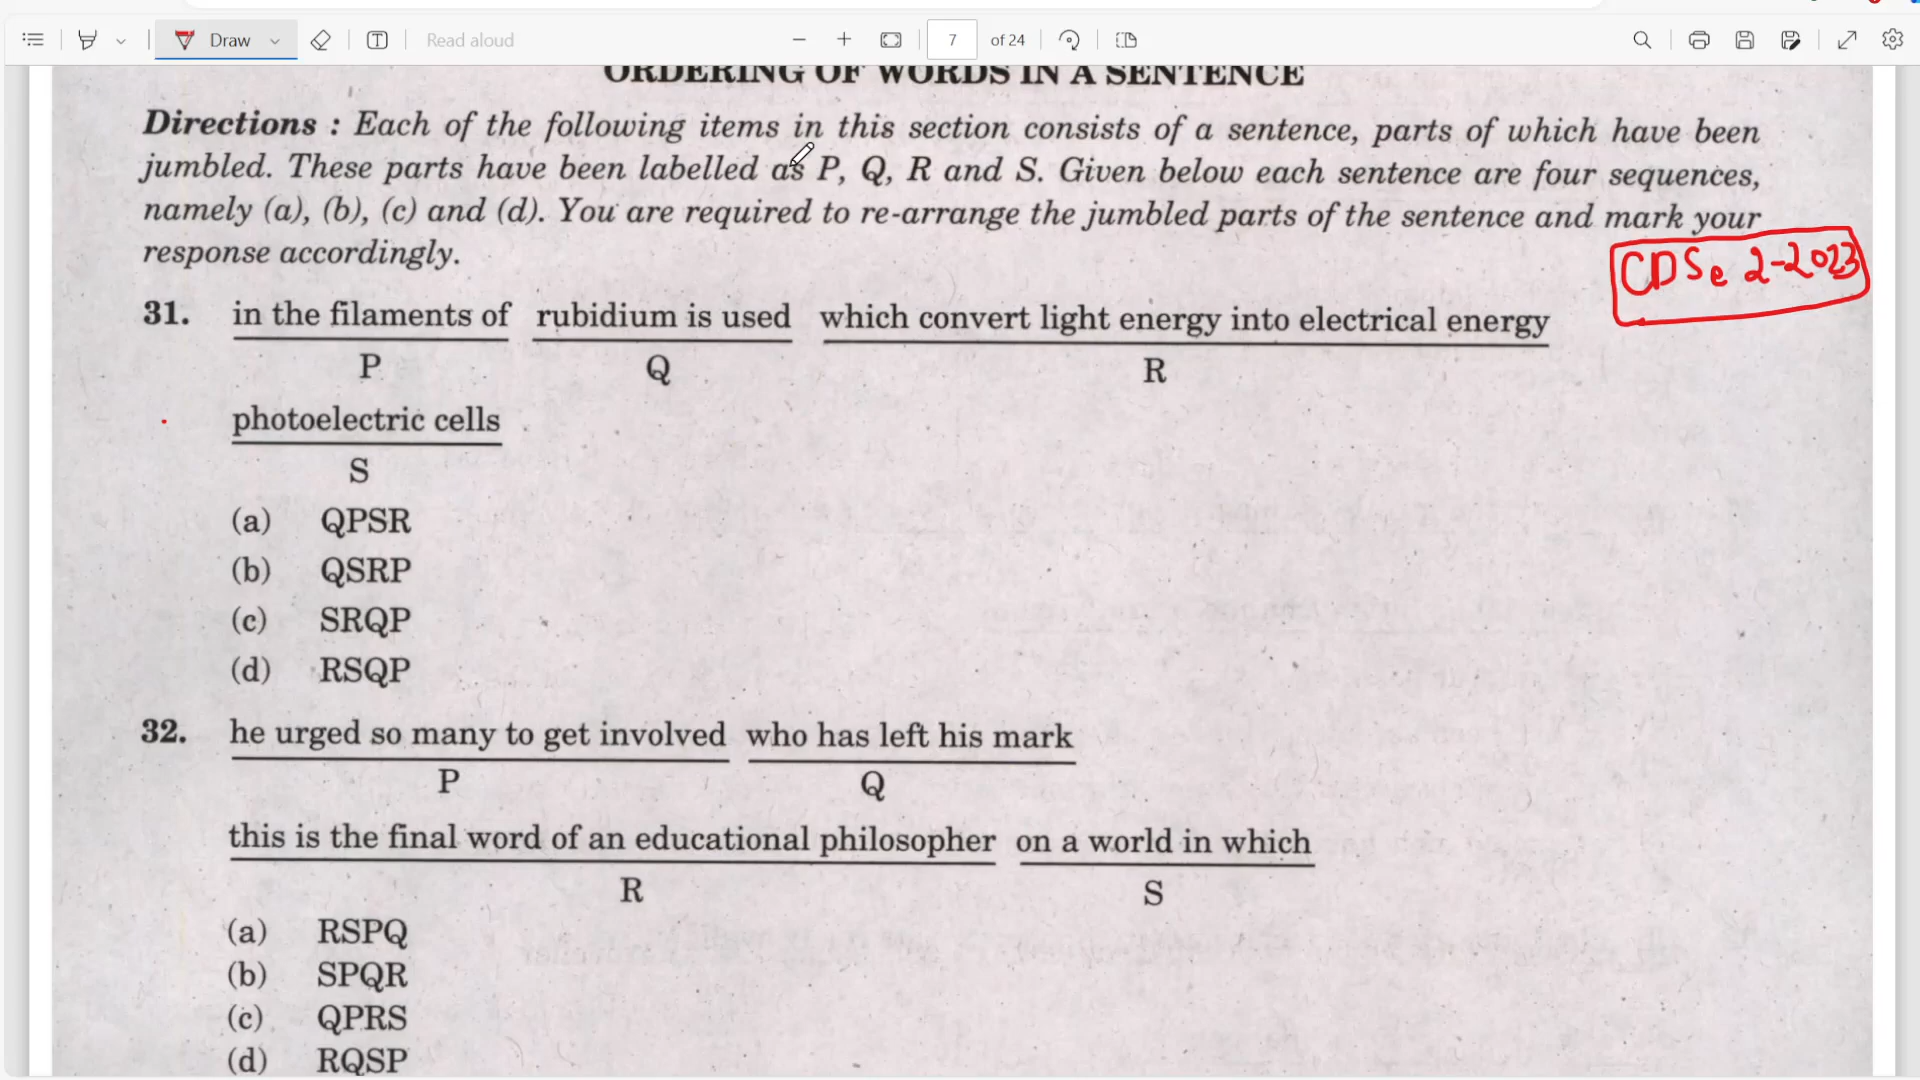 Draw
Read aloud
7 of 24
ORDERING OF WORDS IN A SENTENCE
Directions : Each of the following items in this section consists of a sentence, parts of which have been
jumbled. These parts have been labelled as P, Q, R and S. Given below each sentence are four sequences,
namely (a), (b), (c) and (d). You are required to re-arrange the jumbled parts of the sentence and mark your
response accordingly.
CDSe 2-2023
31. in the filaments of rubidium is used which convert light energy into electrical energy
P Q R
photoelectric cells
S
(a) QPSR
(b) QSRP
(c) SRQP
(d) RSQP
32. he urged so many to get involved who has left his mark
P Q
this is the final word of an educational philosopher on a world in which
R S
(a) RSPQ
(b) SPQR
(c) QPRS
(d) RQSP